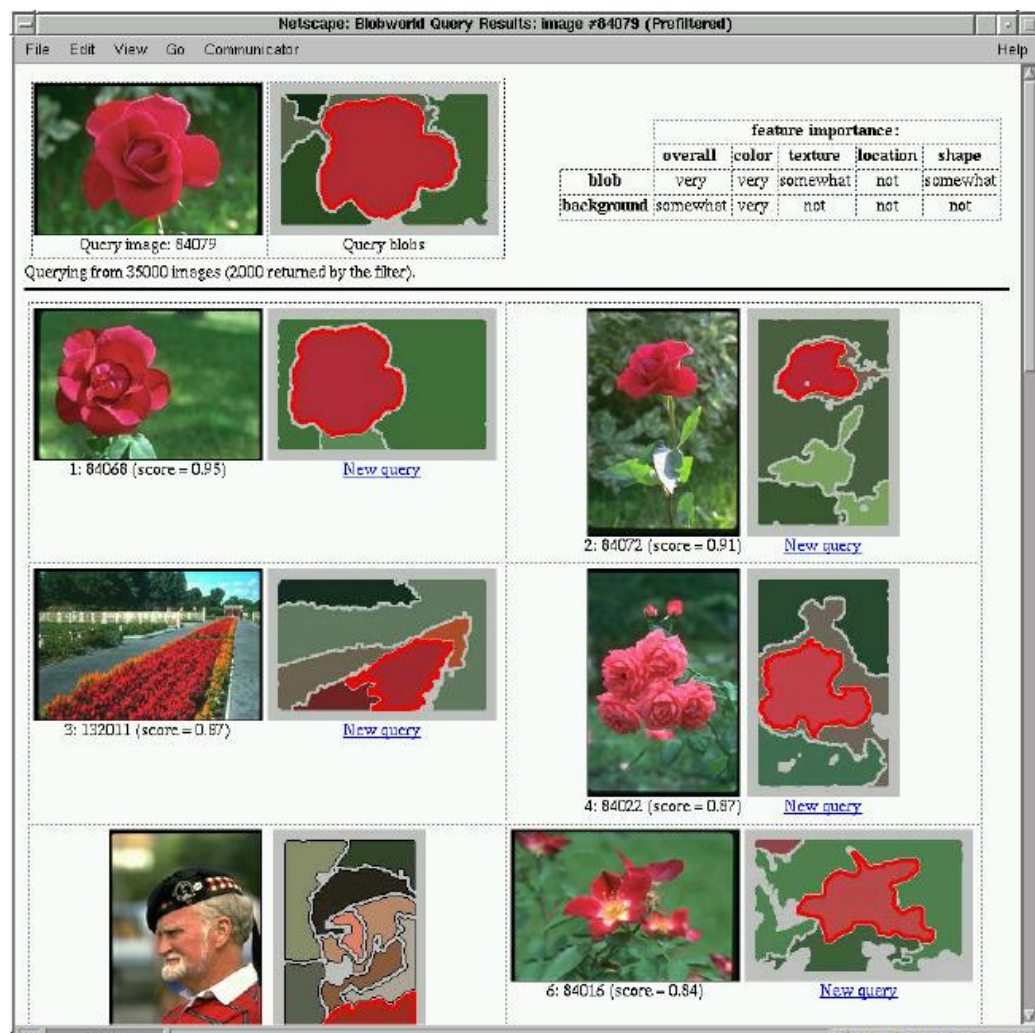 Netscape: Blobworld Query Results: image #84079 (Prefiltered)
File Edit View Go Communicator Help
feature importance:
overall color texture location shape
blob very very somewhat not somewhat
background somewhat very not not not
Query image: 84079 Query blobs
Querying from 35000 images (2000 returned by the filter).
1: 84068 (score = 0.95) New query
2: 84072 (score = 0.91) New query
3: 132011 (score = 0.87) New query
4: 84022 (score = 0.87) New query
6: 84016 (score = 0.84) New query